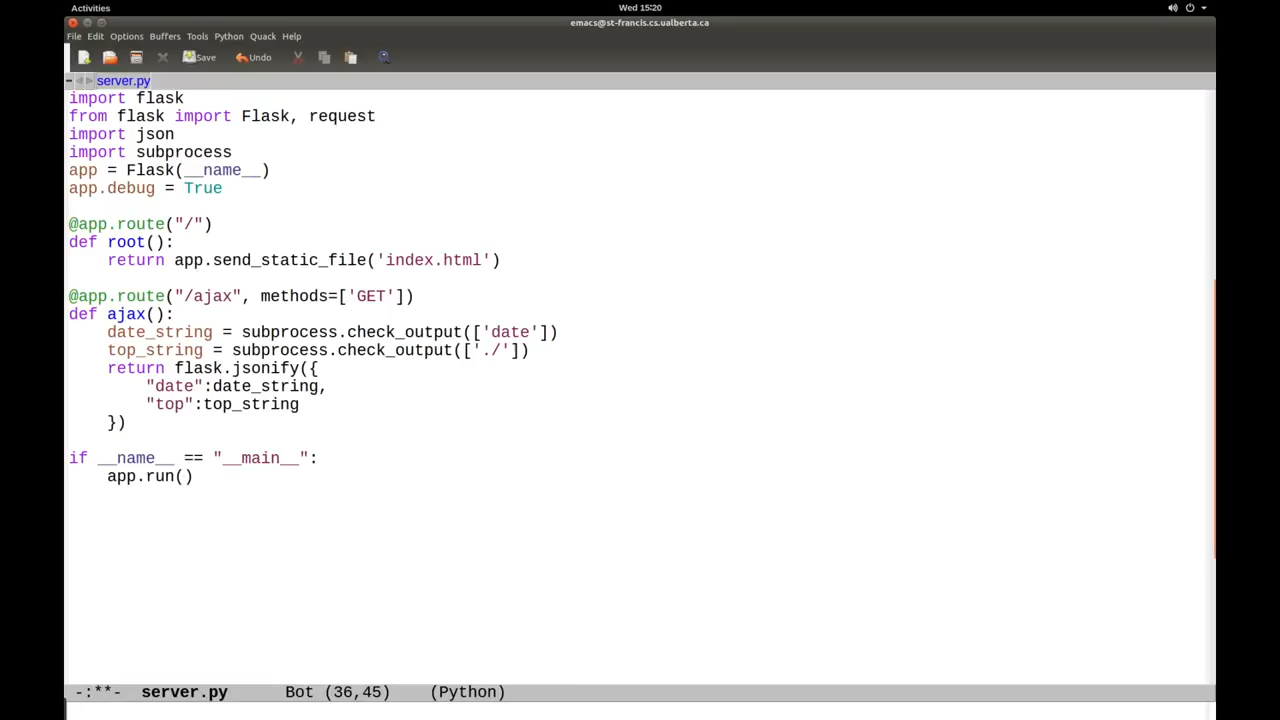 Activities
Wed 15:20
emacs@st-francis.cs.ualberta.ca
File Edit Options Buffers Tools Python Quack Help
Save Undo
server.py
import flask
from flask import Flask, request
import json
import subprocess
app = Flask(__name__)
app.debug = True
@app.route("/")
def root():
    return app.send_static_file('index.html')
@app.route("/ajax", methods=['GET'])
def ajax():
    date_string = subprocess.check_output(['date'])
    top_string = subprocess.check_output(['./'])
    return flask.jsonify({
        "date":date_string,
        "top":top_string
    })
if __name__ == "__main__":
    app.run()
-:**-  server.py      Bot (36,45)    (Python)